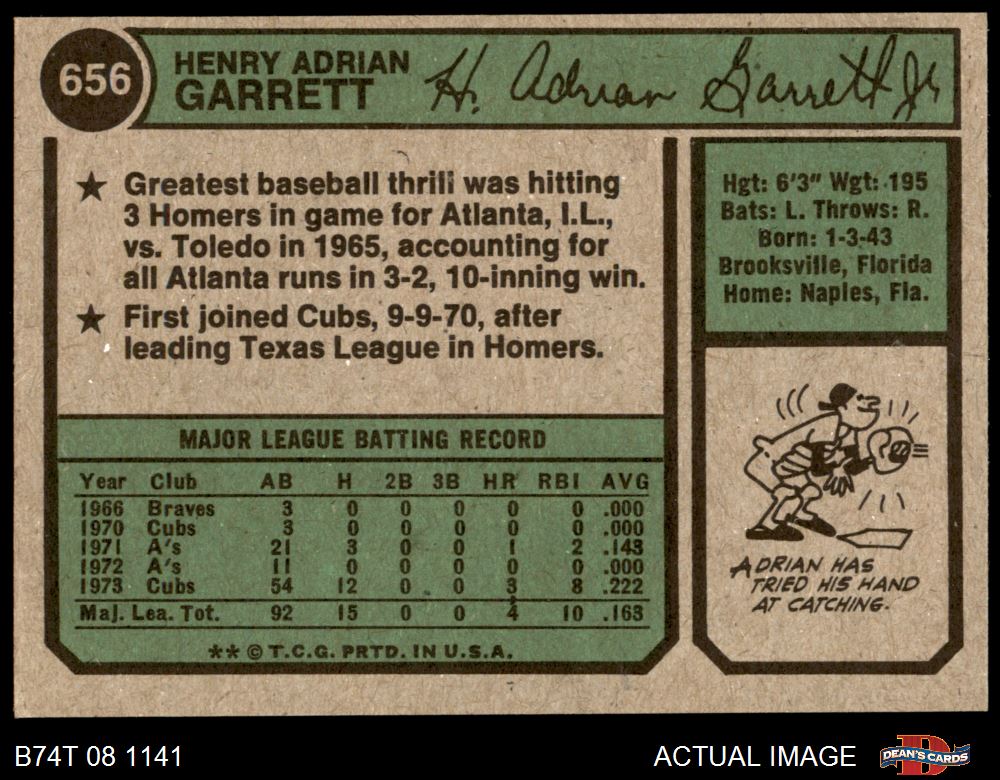 656
HENRY ADRIAN
GARRETT
H. Adrian Garrett Jr
★ Greatest baseball thrill was hitting
3 Homers in game for Atlanta, I.L.,
vs. Toledo in 1965, accounting for
all Atlanta runs in 3-2, 10-inning win.
★ First joined Cubs, 9-9-70, after
leading Texas League in Homers.
Hgt: 6'3" Wgt: 195
Bats: L. Throws: R.
Born: 1-3-43
Brooksville, Florida
Home: Naples, Fla.
MAJOR LEAGUE BATTING RECORD
Year Club AB H 2B 3B HR RBI AVG
1966 Braves 3 0 0 0 0 0 .000
1970 Cubs 3 0 0 0 0 0 .000
1971 A's 21 3 0 0 1 2 .143
1972 A's 11 0 0 0 0 0 .000
1973 Cubs 54 12 0 0 3 8 .222
Maj. Lea. Tot. 92 15 0 0 4 10 .163
** © T.C.G. PRTD. IN U.S.A.
ADRIAN HAS
TRIED HIS HAND
AT CATCHING.
B74T 08 1141
ACTUAL IMAGE
D
DEAN'S CARDS